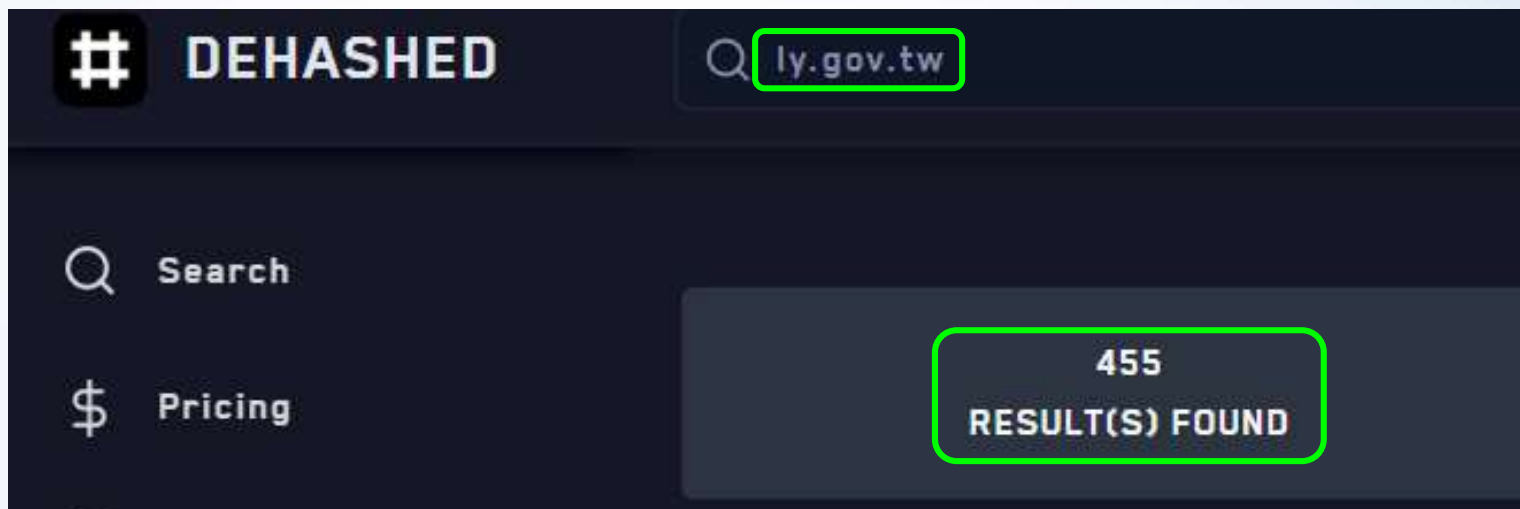 DEHASHED
ly.gov.tw
Search
455
Pricing
RESULT(S) FOUND